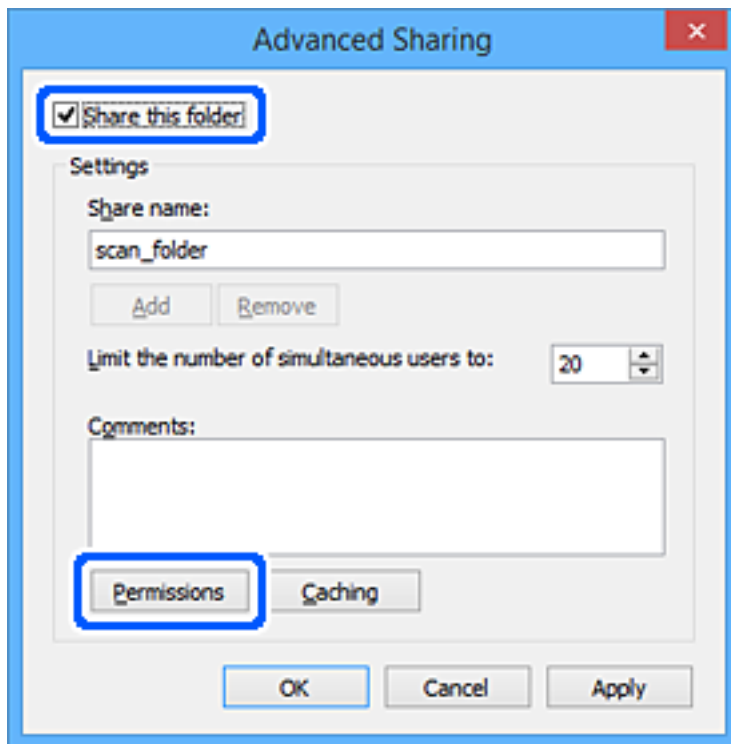 Advanced Sharing
Share this folder
Settings
Share name:
scan_folder
Add Remove
Limit the number of simultaneous users to: 20
Comments:
Permissions Caching
OK Cancel Apply